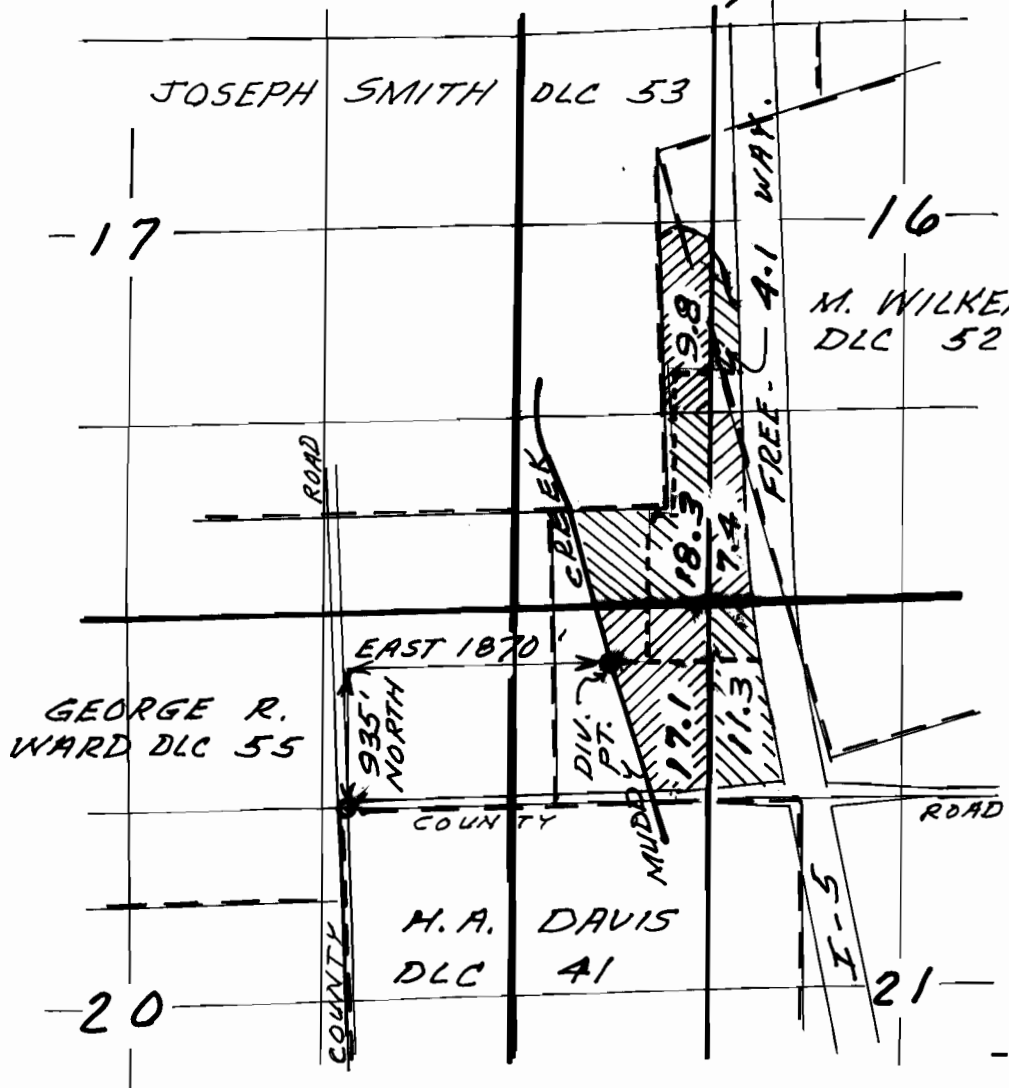 JOSEPH SMITH DLC 53
17
16
FREE-WAY.
4.1
M. WILKE
DLC 52
9.8
ROAD
CREEK
18.3
7.4
EAST 1870'
935'
NORTH
GEORGE R.
WARD DLC 55
DIV.
PT.
17.1
11.3
MUDDY
COUNTY
ROAD
H.A. DAVIS
DLC 41
I-5
COUNTY
20
21